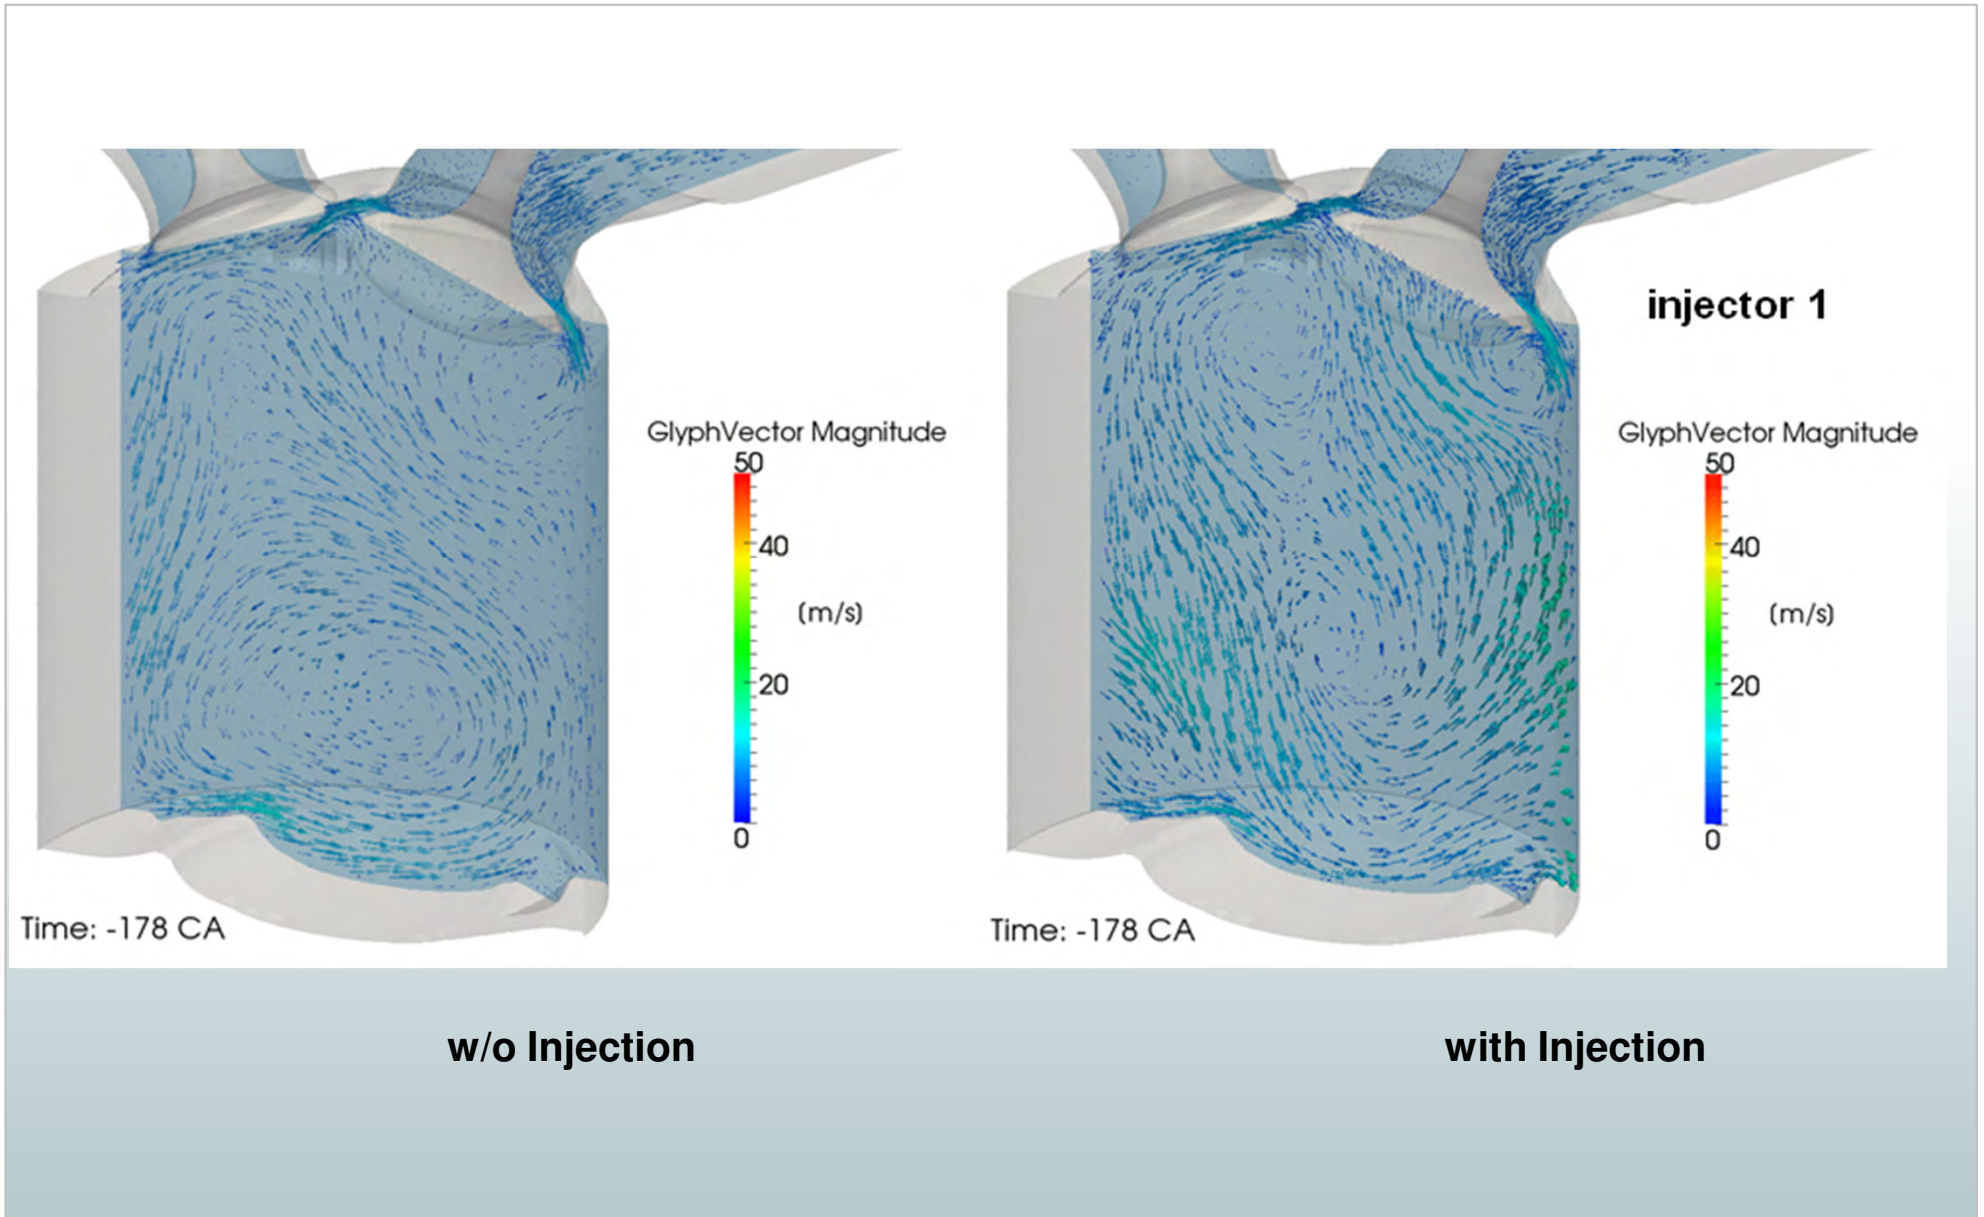 injector 1
GlyphVector Magnitude
50
40
(m/s)
20
0
Time: -178 CA
GlyphVector Magnitude
50
40
(m/s)
20
0
Time: -178 CA
w/o Injection
with Injection